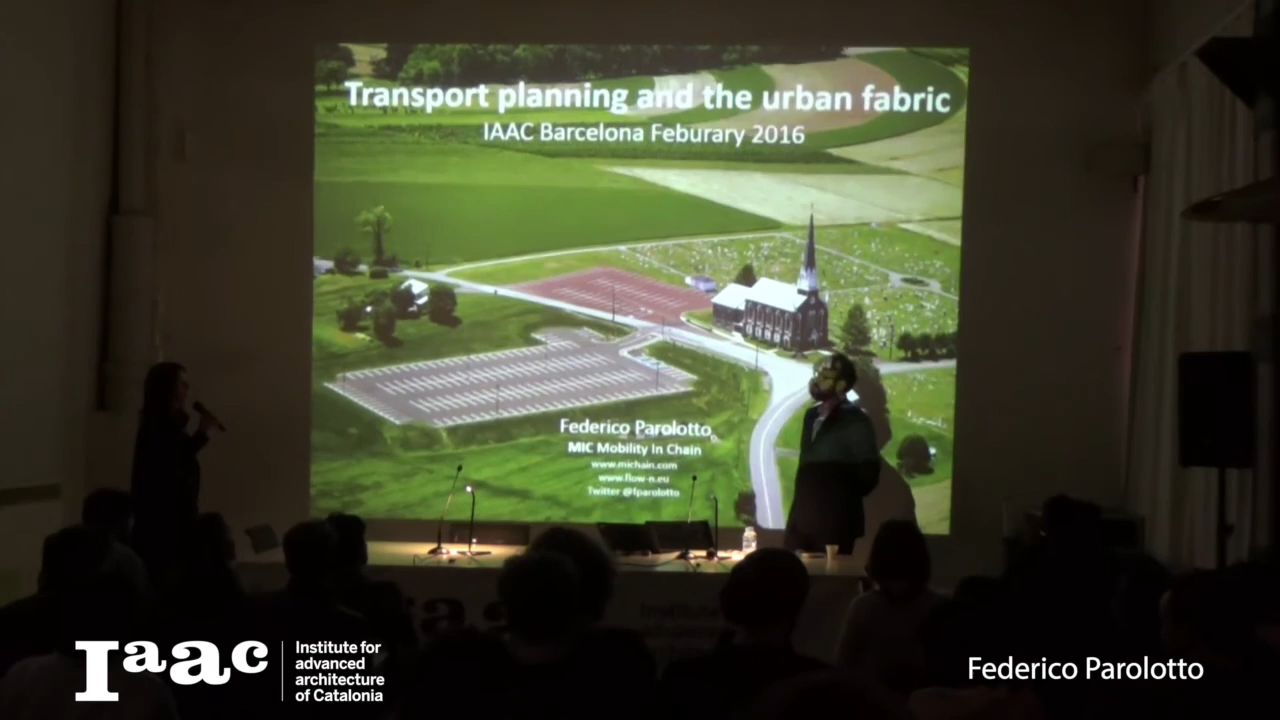 Transport planning and the urban fabric
IAAC Barcelona Feburary 2016
Federico Parolotto
MIC Mobility In Chain
www.michain.com
www.flow-n.eu
Twitter @fparolotto
Iaac
Institute for
advanced
architecture
of Catalonia
Federico Parolotto